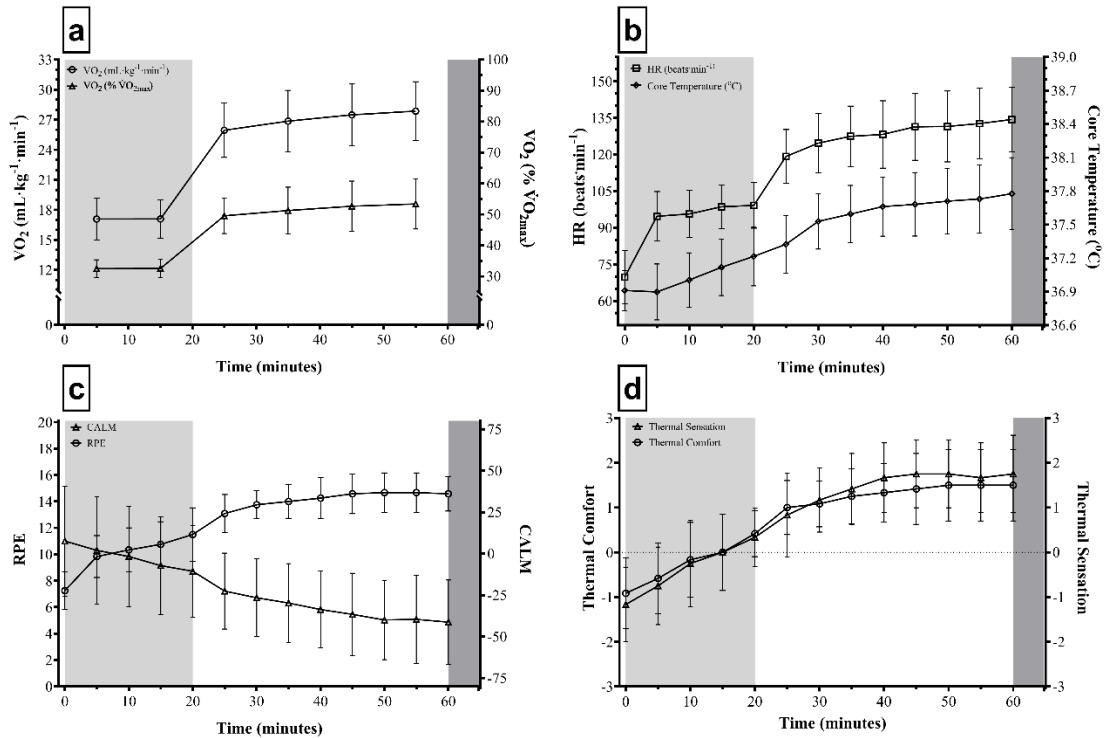 a
VO2 (mL·kg-1·min-1)
33
30
27
24
21
18
15
12
0
VO2 (mL·kg-1·min-1)
VO2 (% V̇O2max)
100
90
80
70
60
50
40
30
0
VO2 (% V̇O2max)
0 10 20 30 40 50 60
Time (minutes)
b
HR (beats·min-1)
150
135
120
105
90
75
60
HR (beats·min-1)
Core Temperature (°C)
39.0
38.7
38.4
38.1
37.8
37.5
37.2
36.9
36.6
Core Temperature (°C)
0 10 20 30 40 50 60
Time (minutes)
c
RPE
20
18
16
14
12
10
8
6
4
2
0
CALM
RPE
75
50
25
0
-25
-50
-75
CALM
0 10 20 30 40 50 60
Time (minutes)
d
Thermal Comfort
3
2
1
0
-1
-2
-3
Thermal Sensation
Thermal Comfort
3
2
1
0
-1
-2
-3
Thermal Sensation
0 10 20 30 40 50 60
Time (minutes)